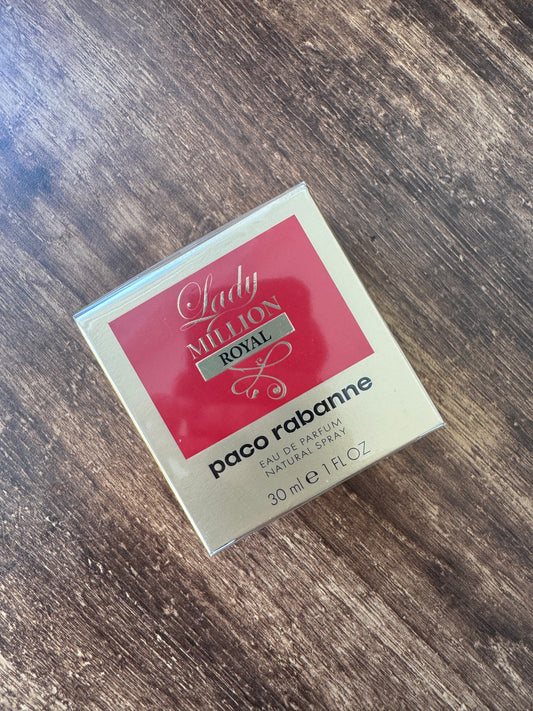 Lady
MILLION
ROYAL
paco rabanne
EAU DE PARFUM
NATURAL SPRAY
30 ml ℮ 1 FL OZ